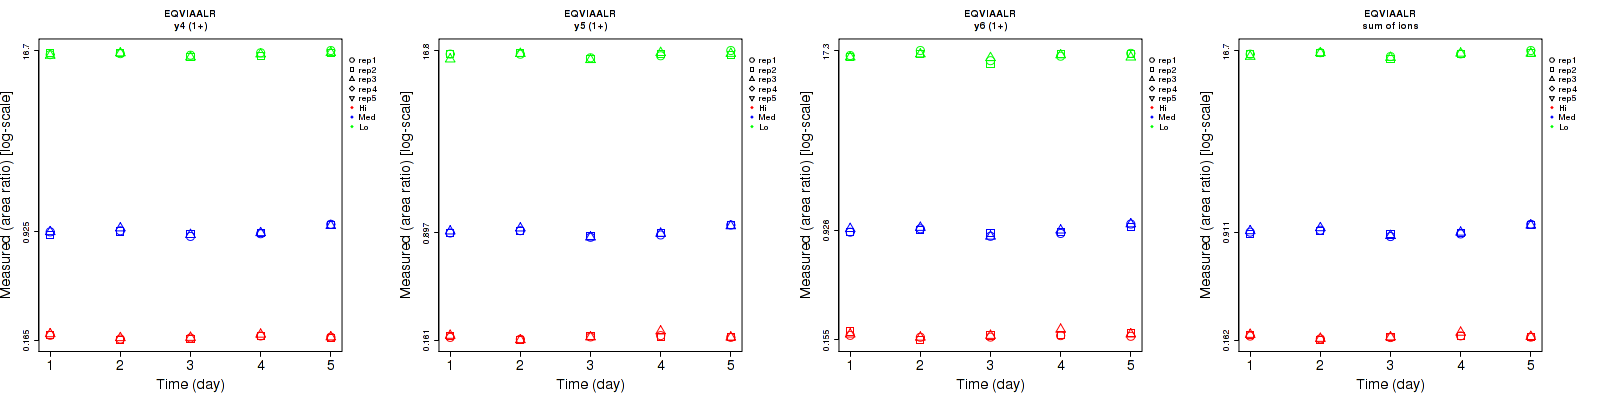 EQVIAALR
y4 (1+)
Measured (area ratio) [log-scale]
16.7
0.925
0.165
1 2 3 4 5
Time (day)
rep1
rep2
rep3
rep4
rep5
Hi
Med
Lo
EQVIAALR
y5 (1+)
Measured (area ratio) [log-scale]
16.8
0.897
0.161
1 2 3 4 5
Time (day)
rep1
rep2
rep3
rep4
rep5
Hi
Med
Lo
EQVIAALR
y6 (1+)
Measured (area ratio) [log-scale]
17.3
0.926
0.155
1 2 3 4 5
Time (day)
rep1
rep2
rep3
rep4
rep5
Hi
Med
Lo
EQVIAALR
sum of ions
Measured (area ratio) [log-scale]
16.7
0.911
0.162
1 2 3 4 5
Time (day)
rep1
rep2
rep3
rep4
rep5
Hi
Med
Lo